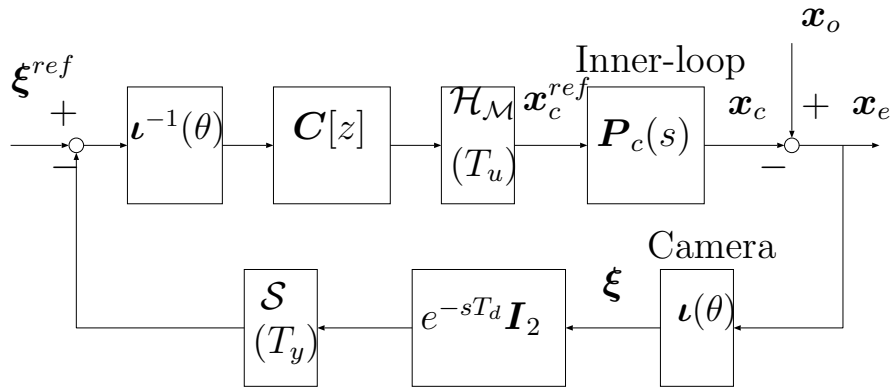 x_o
Inner-loop
ξ^{ref}
+
−
ι^{-1}(θ)
C[z]
H_M
(T_u)
x_c^{ref}
P_c(s)
x_c
−
+
x_e
Camera
S
(T_y)
e^{-sT_d} I_2
ξ
ι(θ)